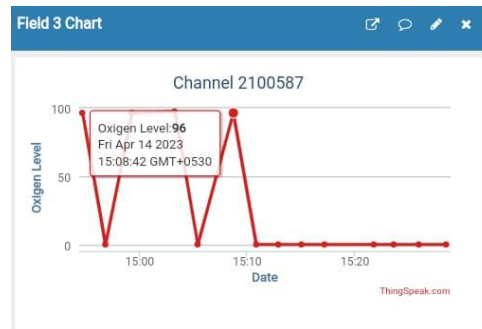 Field 3 Chart
Channel 2100587
100
50
0
Oxigen Level
Oxigen Level:96
Fri Apr 14 2023
15:08:42 GMT+0530
15:00
15:10
15:20
Date
ThingSpeak.com